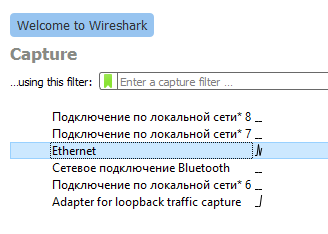 Welcome to Wireshark
Capture
...using this filter: Enter a capture filter ...
Подключение по локальной сети* 8
Подключение по локальной сети* 7
Ethernet
Сетевое подключение Bluetooth
Подключение по локальной сети* 6
Adapter for loopback traffic capture